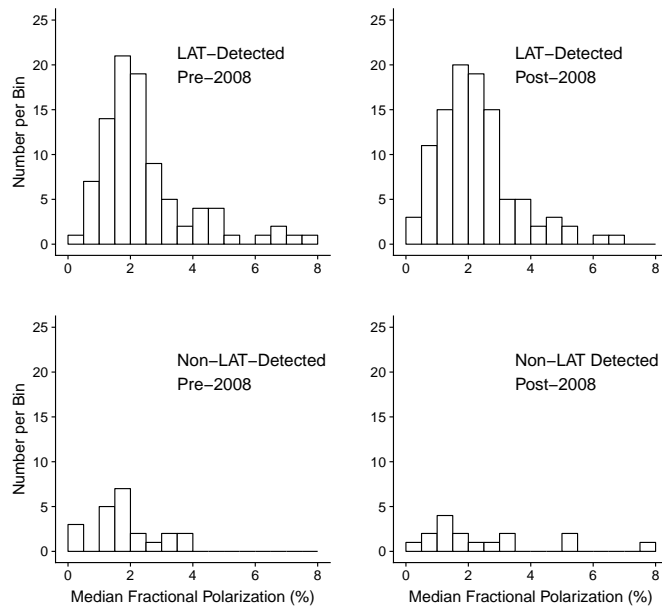 LAT−Detected
Pre−2008
Number per Bin
25
20
15
10
5
0
0 2 4 6 8
LAT−Detected
Post−2008
25
20
15
10
5
0
0 2 4 6 8
Non−LAT−Detected
Pre−2008
Number per Bin
25
20
15
10
5
0
0 2 4 6 8
Median Fractional Polarization (%)
Non−LAT Detected
Post−2008
25
20
15
10
5
0
0 2 4 6 8
Median Fractional Polarization (%)